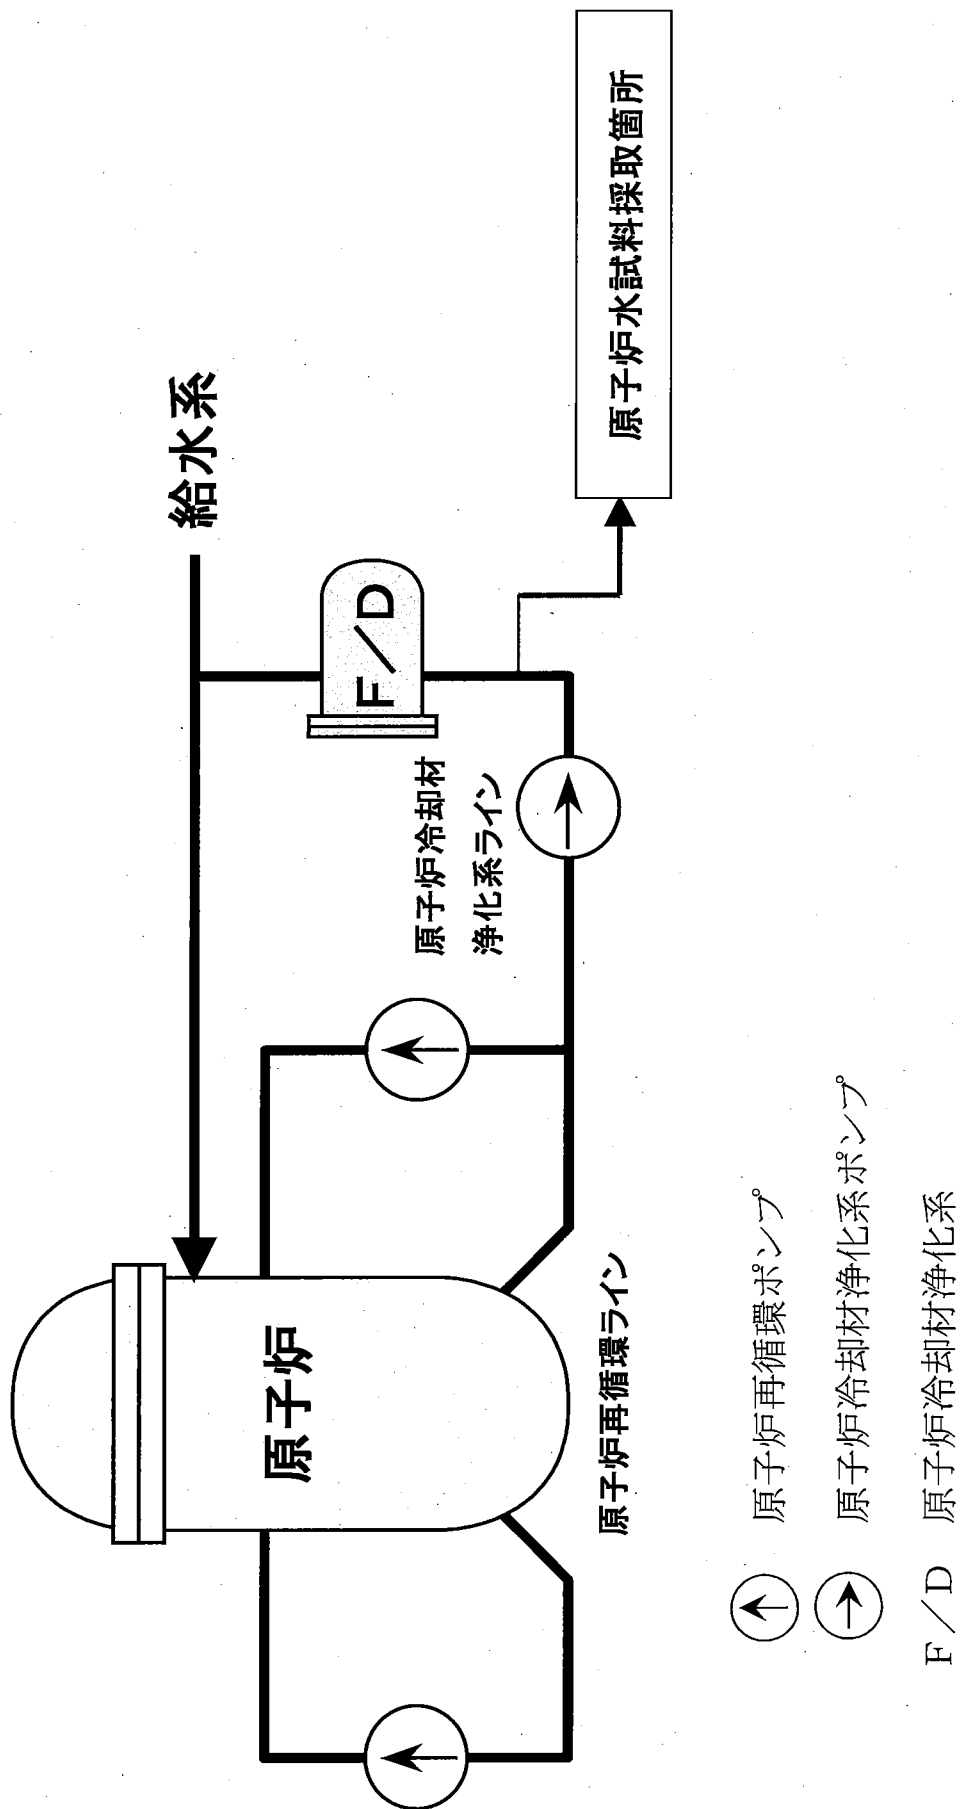 給水系
原子炉
F/D
原子炉冷却材
浄化系ライン
原子炉水試料採取箇所
原子炉再循環ライン
原子炉再循環ポンプ
原子炉冷却材浄化系ポンプ
F/D 原子炉冷却材浄化系